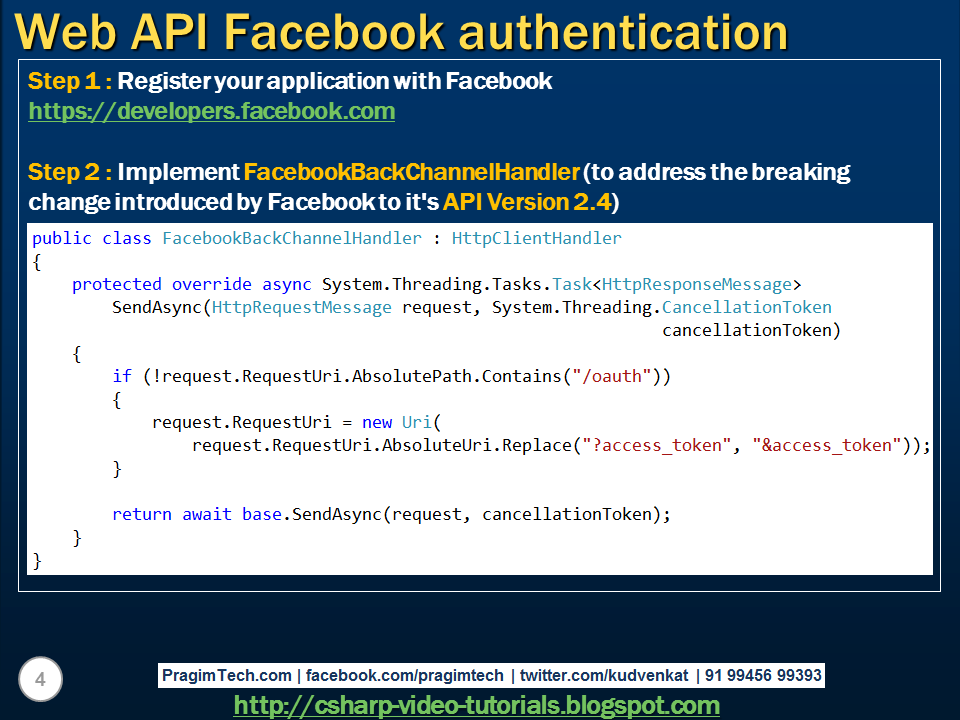 Web API Facebook authentication
Step 1 : Register your application with Facebook
https://developers.facebook.com
Step 2 : Implement FacebookBackChannelHandler (to address the breaking
change introduced by Facebook to it's API Version 2.4)
public class FacebookBackChannelHandler : HttpClientHandler
{
    protected override async System.Threading.Tasks.Task<HttpResponseMessage>
        SendAsync(HttpRequestMessage request, System.Threading.CancellationToken
                                                               cancellationToken)
    {
        if (!request.RequestUri.AbsolutePath.Contains("/oauth"))
        {
            request.RequestUri = new Uri(
                request.RequestUri.AbsoluteUri.Replace("?access_token", "&access_token"));
        }
        return await base.SendAsync(request, cancellationToken);
    }
}
4
PragimTech.com | facebook.com/pragimtech | twitter.com/kudvenkat | 91 99456 99393
http://csharp-video-tutorials.blogspot.com